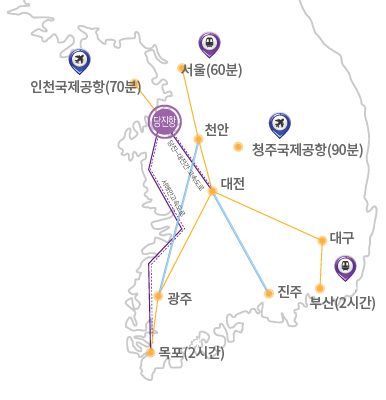 서울(60분)
인천국제공항(70분)
당진항
천안
청주국제공항(90분)
당진~대전간 고속도로
대전
서해안고속도로
대구
광주
진주
부산(2시간)
목포(2시간)